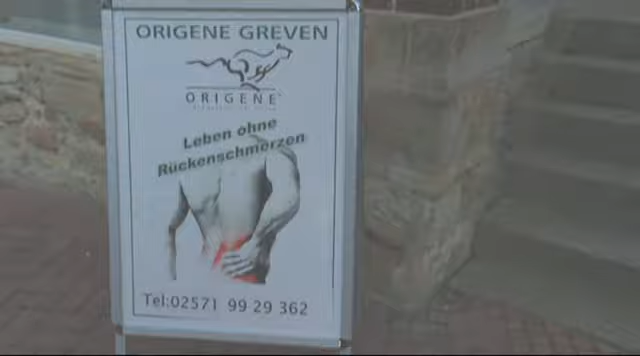 ORIGENE GREVEN
ORIGENE
Leben ohne
Rückenschmerzen
Tel:02571 99 29 362